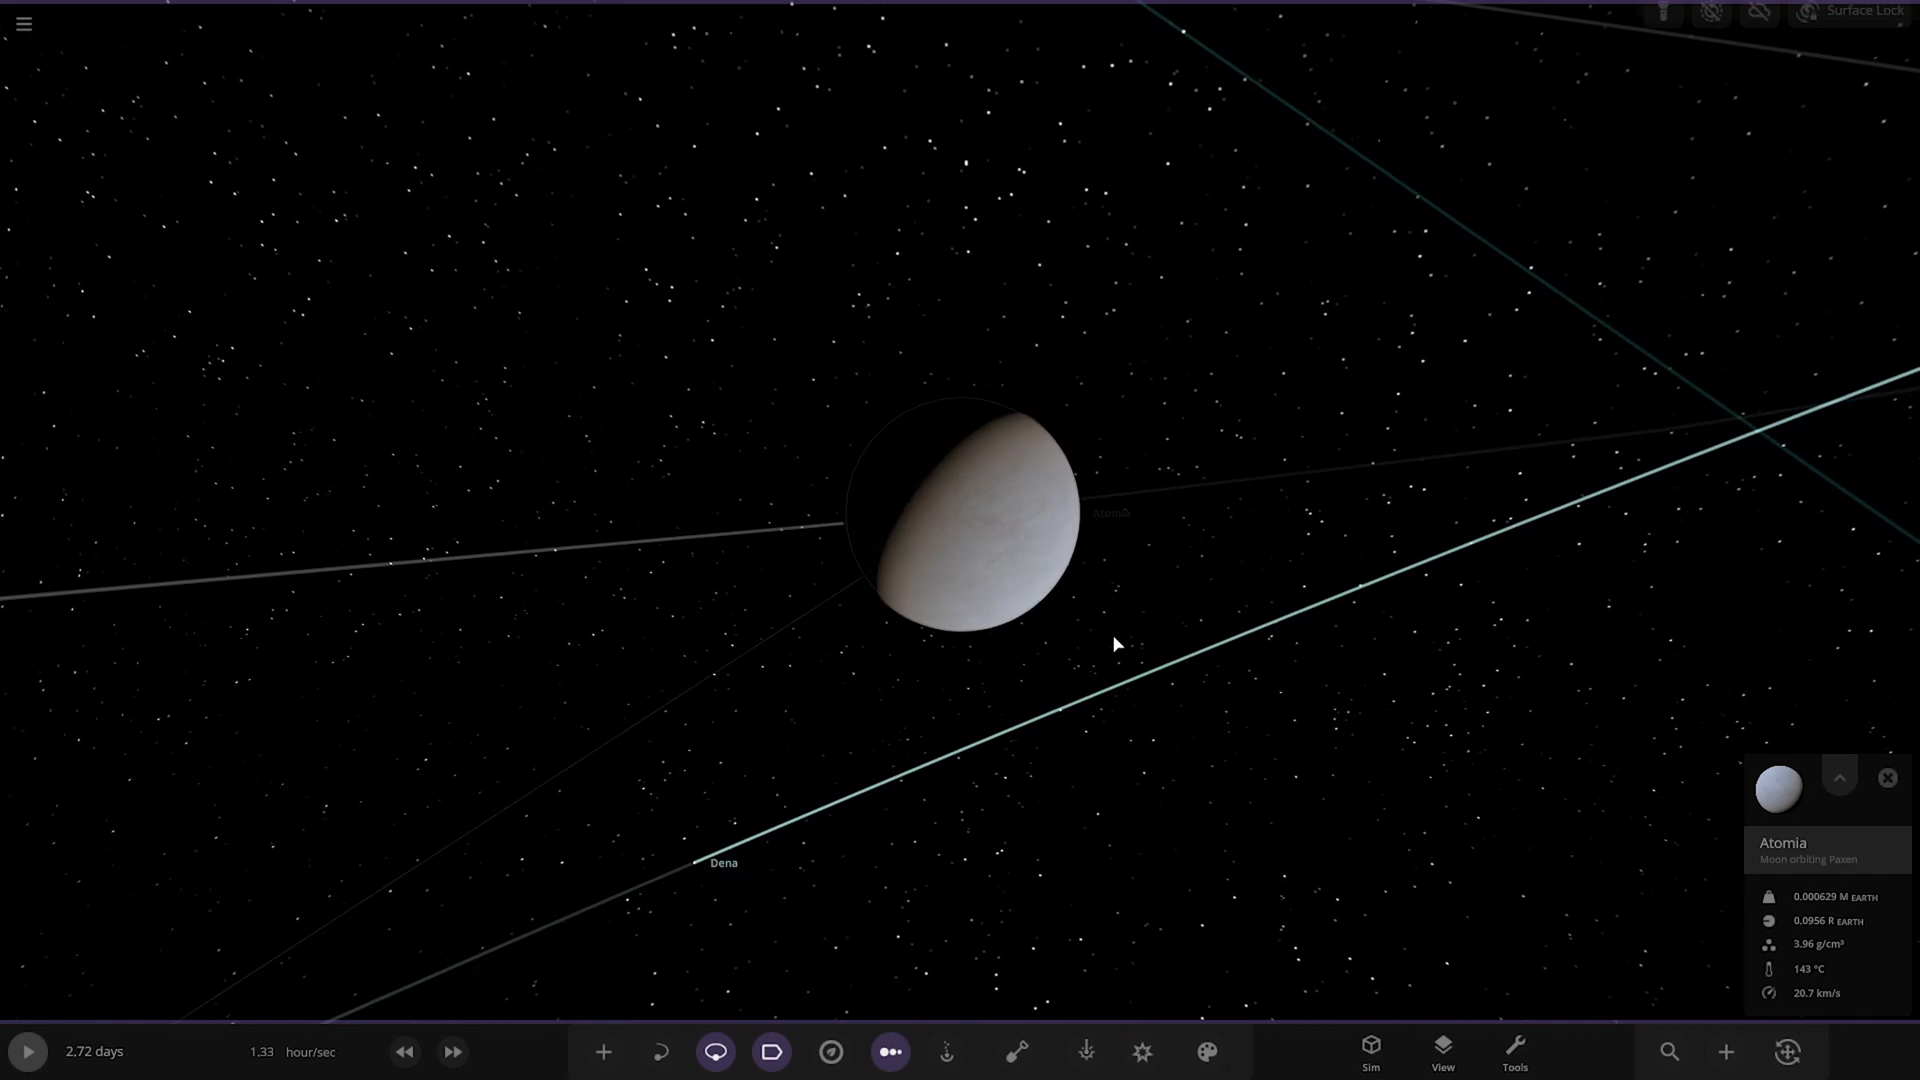 Surface Lock
Atomia
Dena
Atomia
Moon orbiting Paxen
0.000629 M EARTH
0.0956 R EARTH
3.96 g/cm³
143 °C
20.7 km/s
2.72 days
1.33 hour/sec
Sim
View
Tools